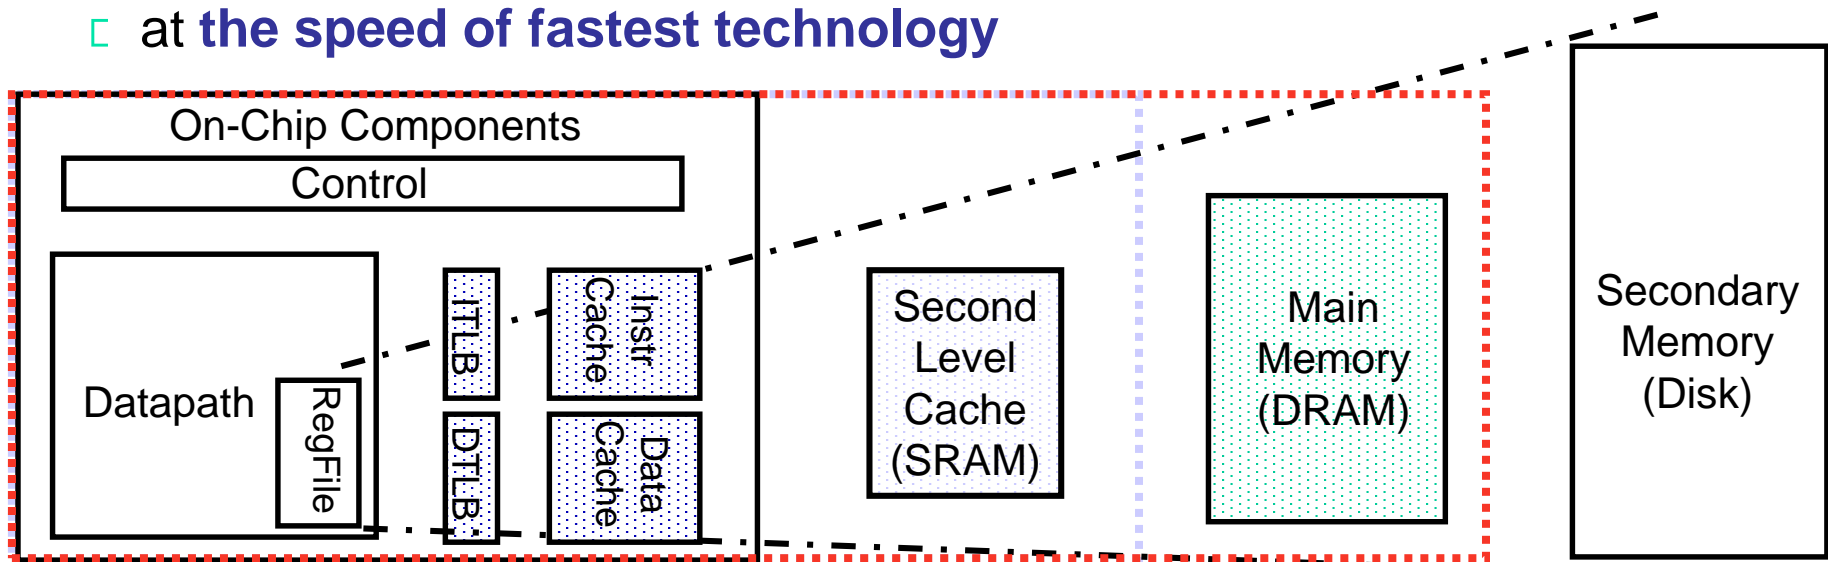 at the speed of fastest technology
On-Chip Components
Control
Datapath
RegFile
ITLB
DTLB
Instr
Cache
Data
Cache
Second
Level
Cache
(SRAM)
Main
Memory
(DRAM)
Secondary
Memory
(Disk)